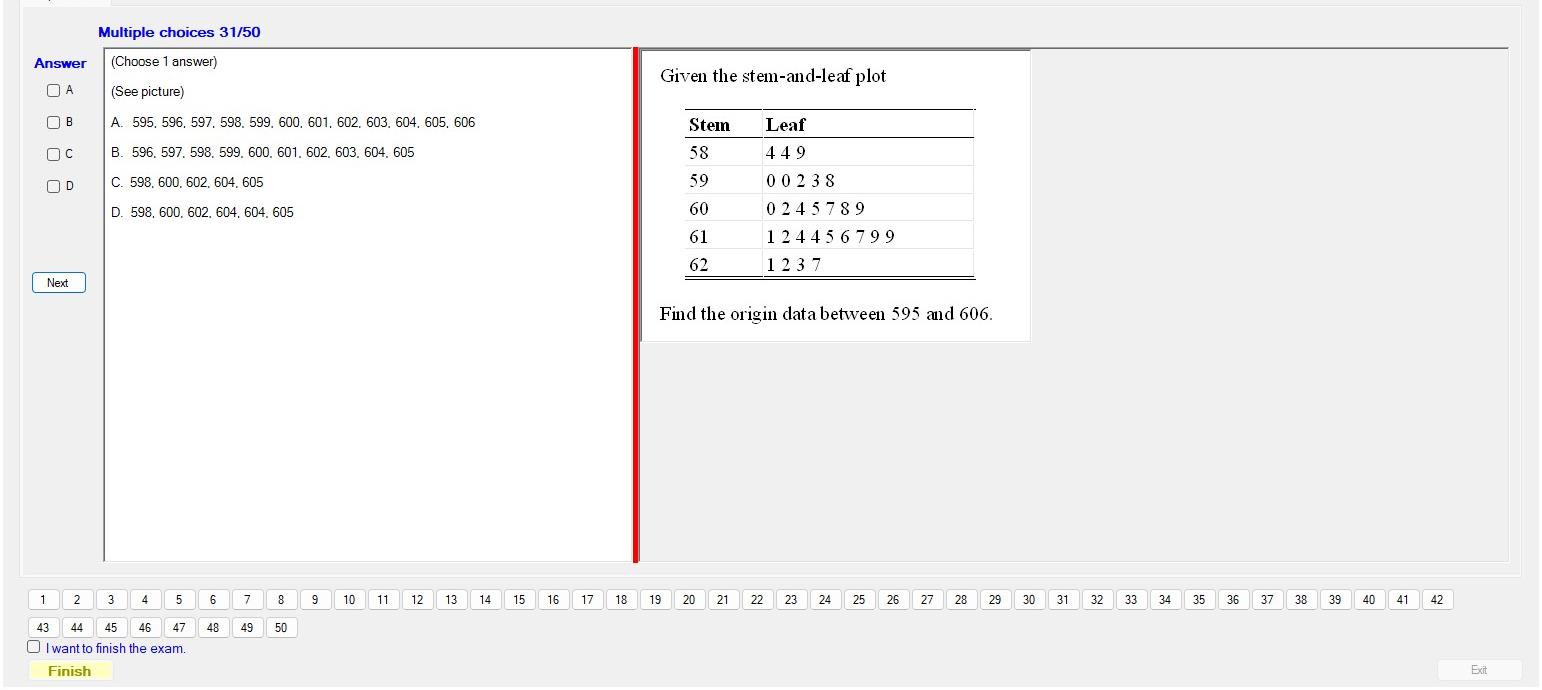 Multiple choices 31/50
Answer
A
B
C
D
Next
(Choose 1 answer)
(See picture)
A. 595, 596, 597, 598, 599, 600, 601, 602, 603, 604, 605, 606
B. 596, 597, 598, 599, 600, 601, 602, 603, 604, 605
C. 598, 600, 602, 604, 605
D. 598, 600, 602, 604, 604, 605
Given the stem-and-leaf plot
Stem Leaf
58 4 4 9
59 0 0 2 3 8
60 0 2 4 5 7 8 9
61 1 2 4 4 5 6 7 9 9
62 1 2 3 7
Find the origin data between 595 and 606.
1 2 3 4 5 6 7 8 9 10 11 12 13 14 15 16 17 18 19 20 21 22 23 24 25 26 27 28 29 30 31 32 33 34 35 36 37 38 39 40 41 42
43 44 45 46 47 48 49 50
I want to finish the exam.
Finish Exit